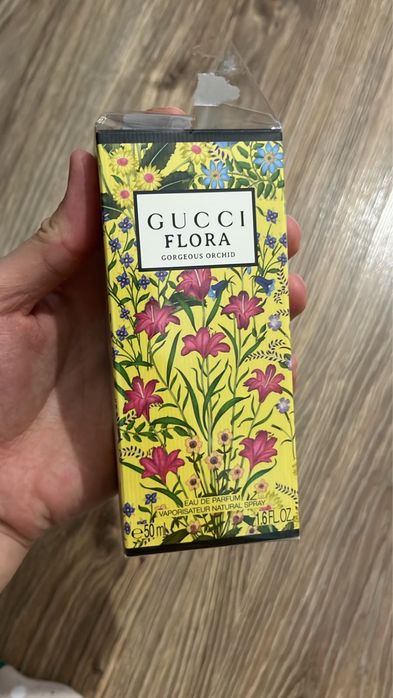 GUCCI
FLORA
GORGEOUS ORCHID
EAU DE PARFUM
VAPORISATEUR NATURAL SPRAY
℮50 ml 1.6 FL.OZ.